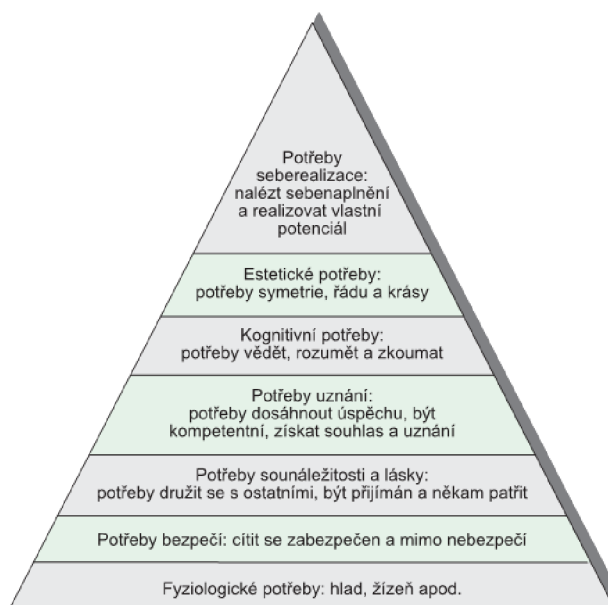 Potřeby
seberealizace:
nalézt sebenaplnění
a realizovat vlastní
potenciál
Estetické potřeby:
potřeby symetrie, řádu a krásy
Kognitivní potřeby:
potřeby vědět, rozumět a zkoumat
Potřeby uznání:
potřeby dosáhnout úspěchu, být
kompetentní, získat souhlas a uznání
Potřeby sounáležitosti a lásky:
potřeby družit se s ostatními, být přijímán a někam patřit
Potřeby bezpečí: cítit se zabezpečen a mimo nebezpečí
Fyziologické potřeby: hlad, žízeň apod.